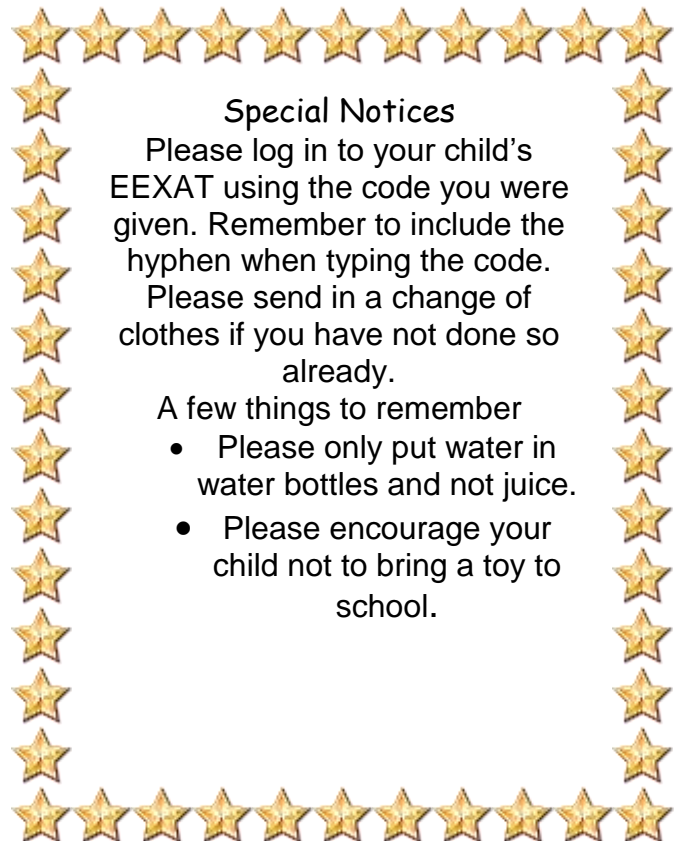 Special Notices
Please log in to your child’s
EEXAT using the code you were
given. Remember to include the
hyphen when typing the code.
Please send in a change of
clothes if you have not done so
already.
A few things to remember
• Please only put water in
water bottles and not juice.
• Please encourage your
child not to bring a toy to
school.